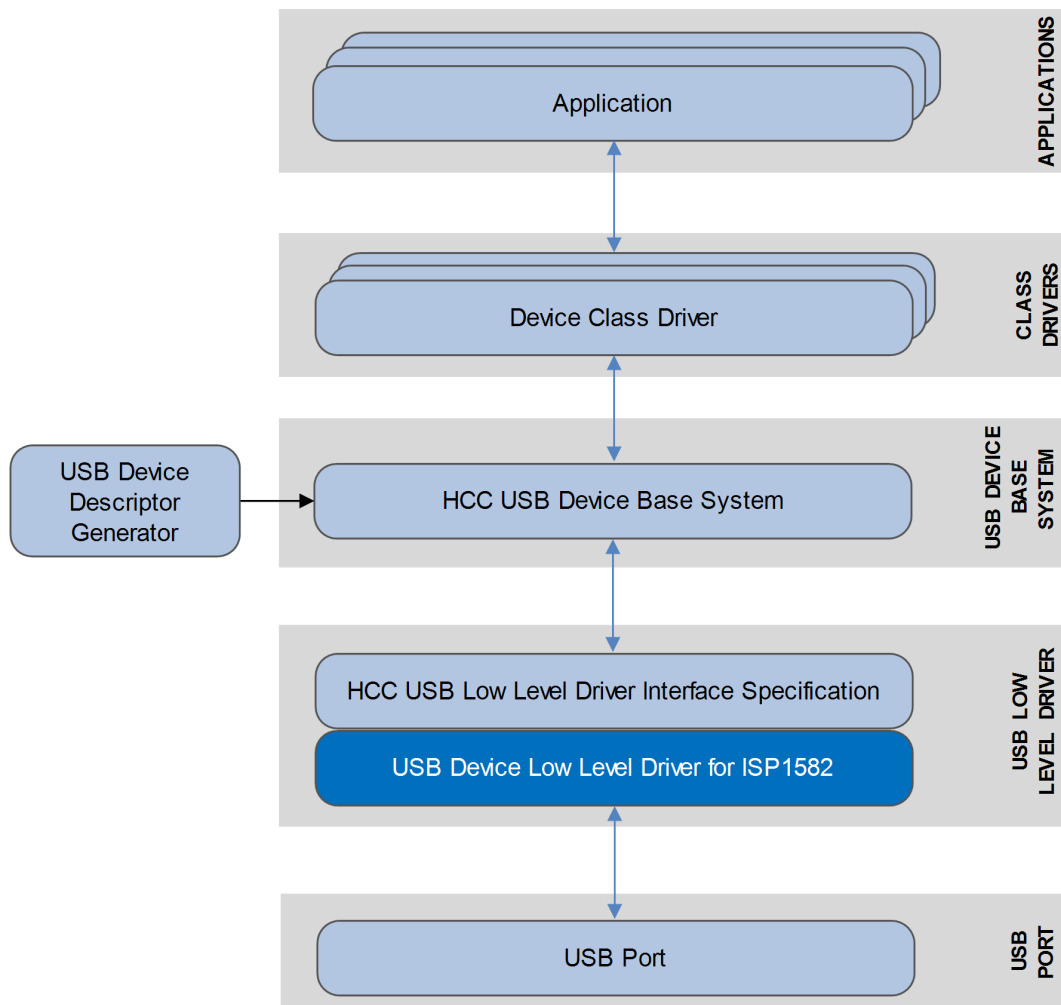 Application
APPLICATIONS
Device Class Driver
CLASS
DRIVERS
USB Device
Descriptor
Generator
HCC USB Device Base System
USB DEVICE
BASE
SYSTEM
HCC USB Low Level Driver Interface Specification
USB Device Low Level Driver for ISP1582
USB LOW
LEVEL DRIVER
USB Port
USB
PORT